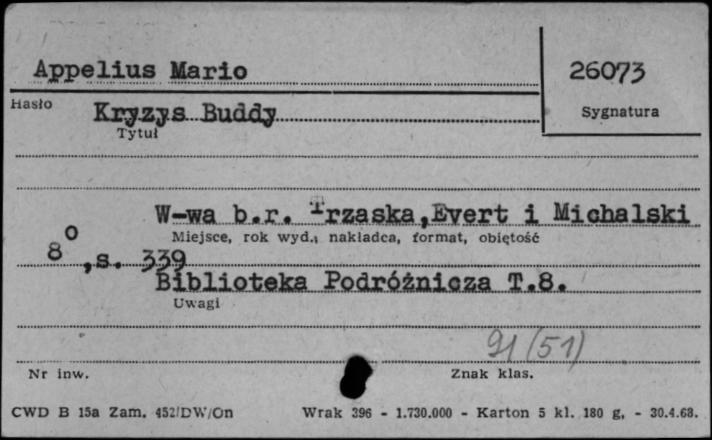 Appelius Mario
26073
Hasło
Sygnatura
Kryzys Buddy
Tytuł
W-wa b.r. Trzaska,Evert i Michalski
Miejsce, rok wyd., nakładca, format, objętość
8° ,s. 339
Biblioteka Podróżnicza T.8.
Uwagi
91(51)
Nr inw.
Znak klas.
CWD B 15a Zam. 452/DW/On
Wrak 396 - 1.730.000 - Karton 5 kl. 180 g, - 30.4.68.